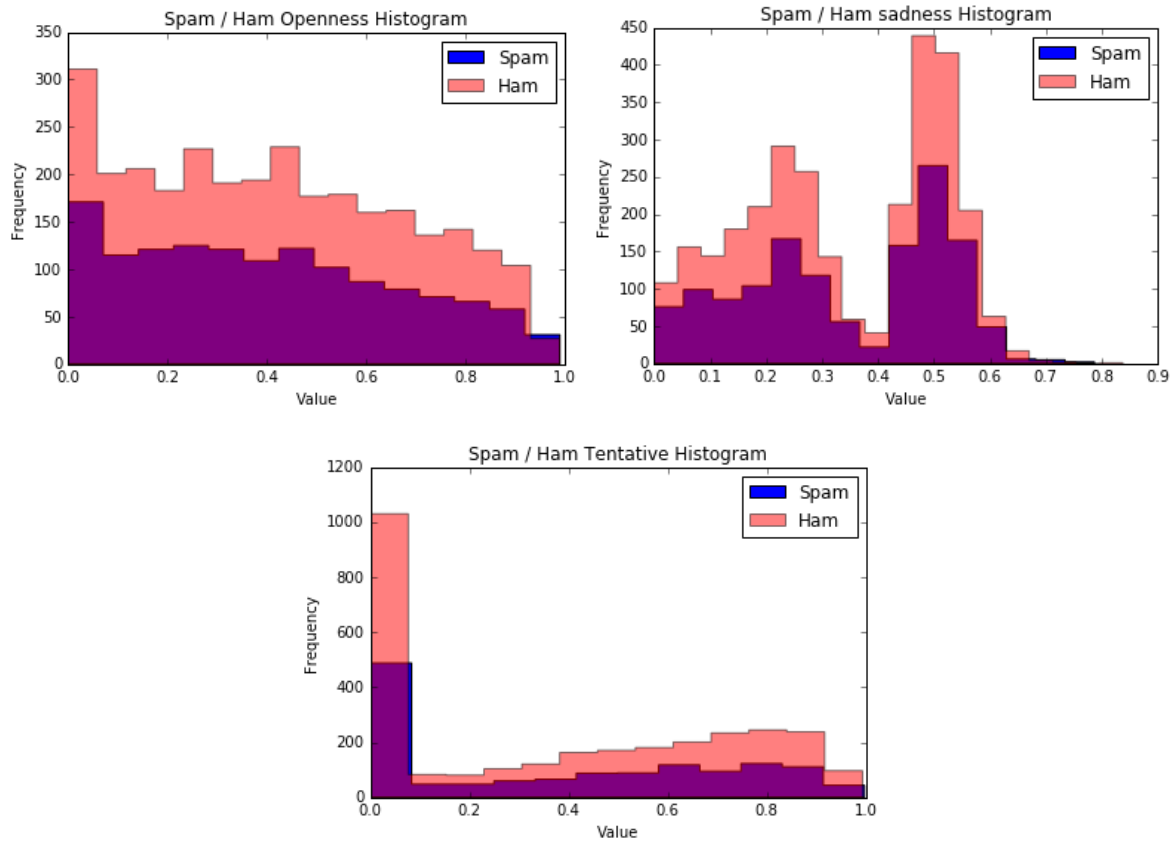 Spam / Ham Openness Histogram
350
300
250
200
150
100
50
0
Frequency
Spam
Ham
0.0 0.2 0.4 0.6 0.8 1.0
Value
Spam / Ham sadness Histogram
450
400
350
300
250
200
150
100
50
0
Frequency
Spam
Ham
0.0 0.1 0.2 0.3 0.4 0.5 0.6 0.7 0.8 0.9
Value
Spam / Ham Tentative Histogram
1200
1000
800
600
400
200
0
Frequency
Spam
Ham
0.0 0.2 0.4 0.6 0.8 1.0
Value